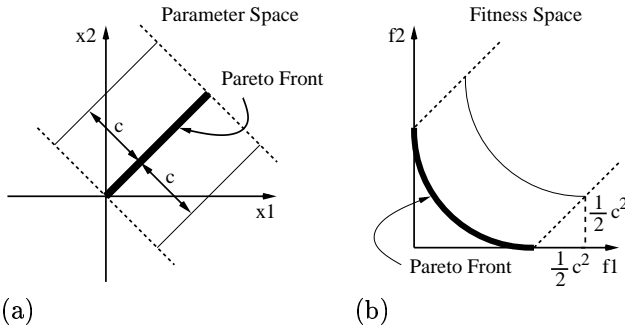 Parameter Space
x2
Pareto Front
c
c
x1
(a)
Fitness Space
f2
1/2 c²
Pareto Front
1/2 c²
f1
(b)